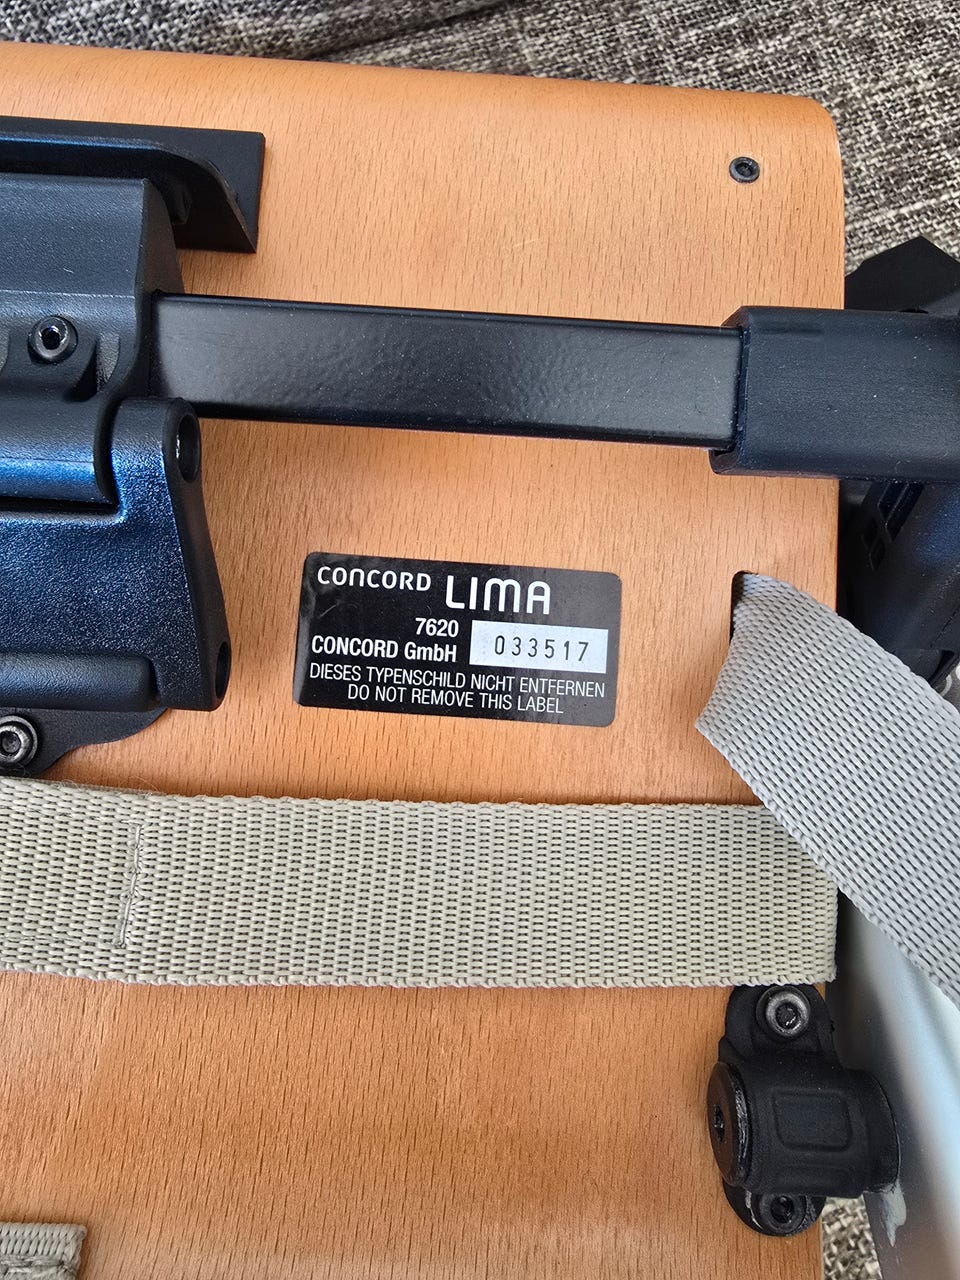 CONCORD LIMA
7620
CONCORD GmbH 033517
DIESES TYPENSCHILD NICHT ENTFERNEN
DO NOT REMOVE THIS LABEL